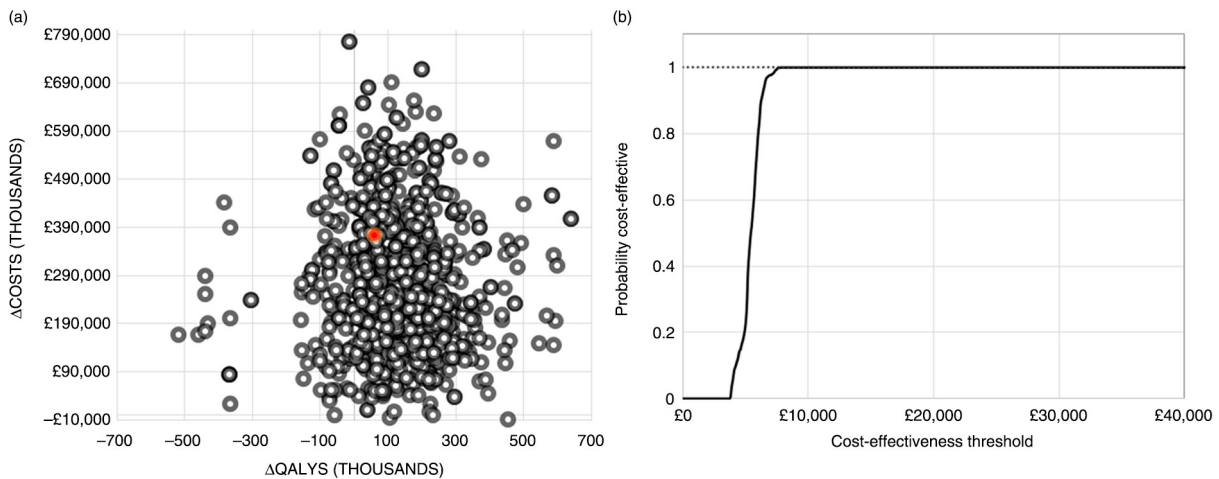 (a)
(b)
£790,000
£690,000
£590,000
£490,000
£390,000
£290,000
£190,000
£90,000
–10,000
ΔCOSTS (THOUSANDS)
–700 –500 –300 –100 100 300 500 700
ΔQALYS (THOUSANDS)
1
0.8
0.6
0.4
0.2
0
Probability cost-effective
£0 £10,000 £20,000 £30,000 £40,000
Cost-effectiveness threshold